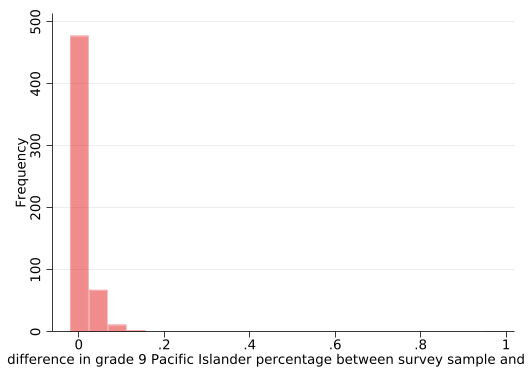 500
400
300
200
100
0
Frequency
0 .2 .4 .6 .8 1
difference in grade 9 Pacific Islander percentage between survey sample and